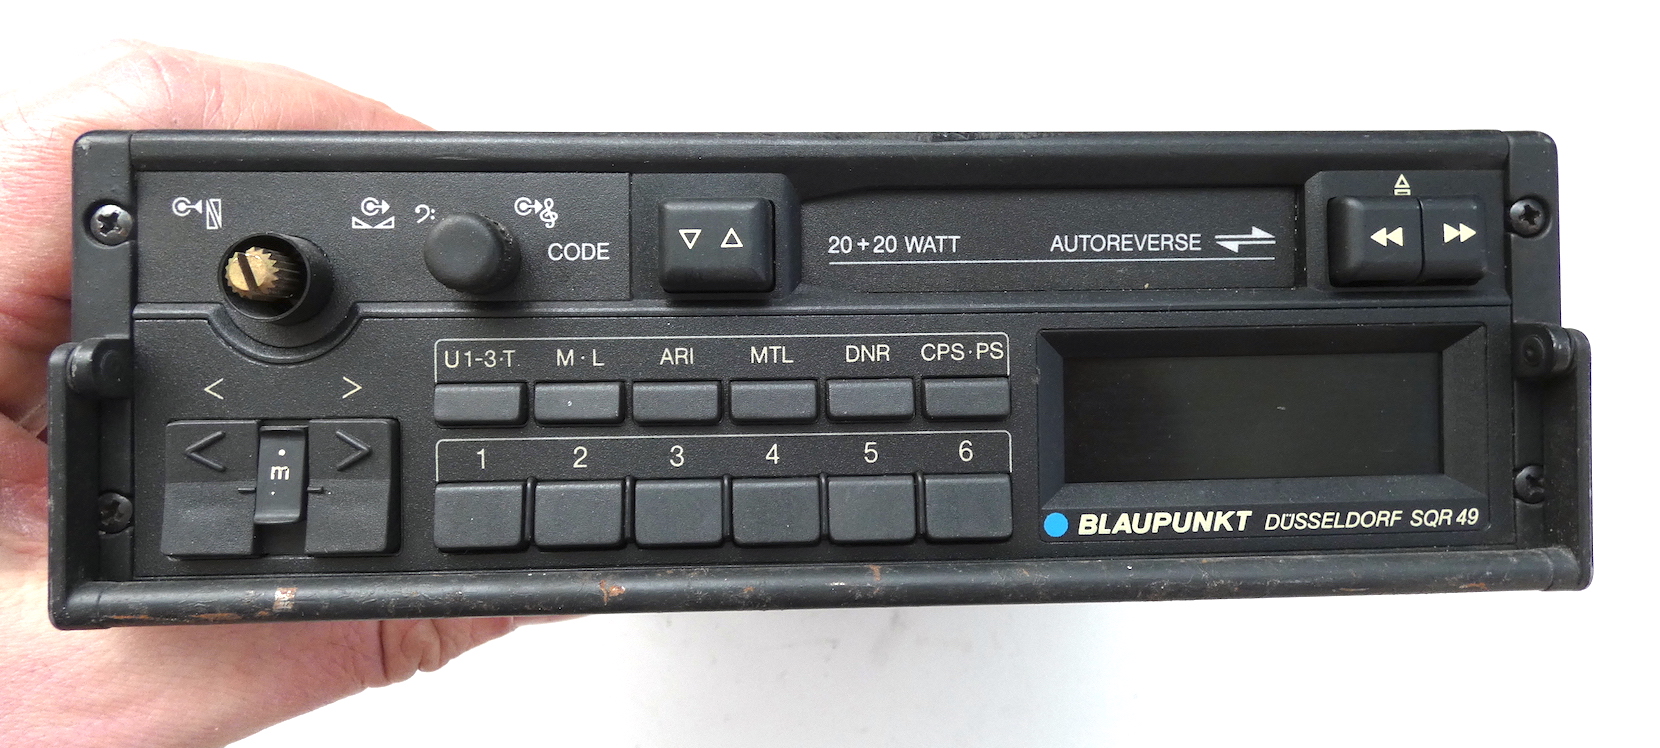 CODE
20+20 WATT
AUTOREVERSE
U1-3·T.
M·L
ARI
MTL
DNR
CPS·PS
m
1
2
3
4
5
6
BLAUPUNKT DÜSSELDORF SQR 49